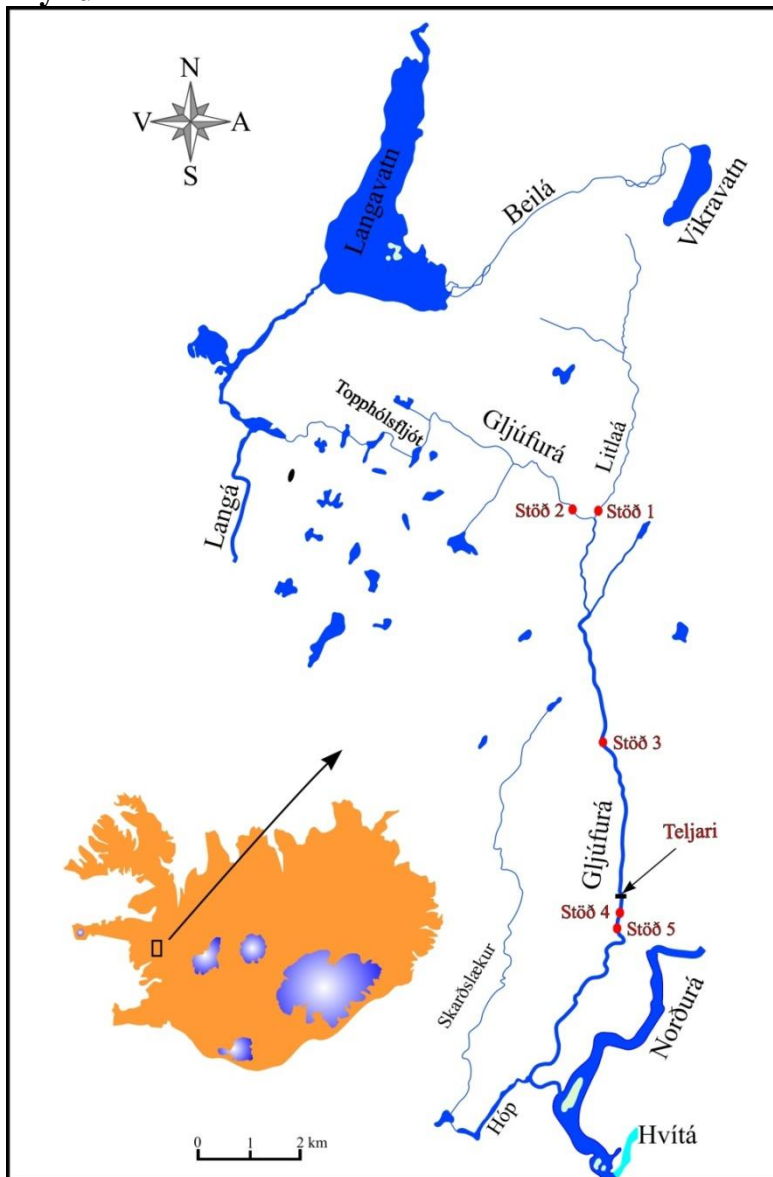 N
V A
S
Langavatn
Beilá
Vikravatn
Topphólsfljót
Gljúfurá
Litlaá
Langá
Stöð 2
Stöð 1
Stöð 3
Gljúfurá
Teljari
Stöð 4
Stöð 5
Skarðslækur
Norðurá
Hóp
Hvítá
0 1 2 km